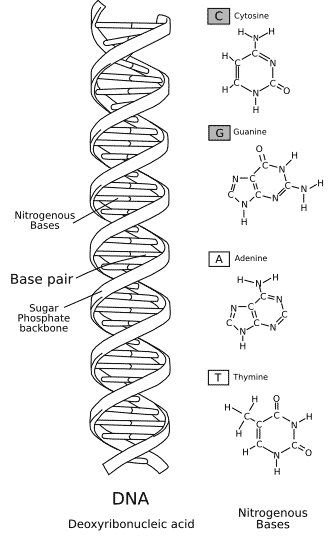 C Cytosine
H H
N
H C
C N
C C
H N O
H
G Guanine
O
C H
N C N
C C C H
N N N
H H
A Adenine
H N H
C
N C N
C C C
N N
H
T Thymine
H H O
C C H
H C N
C C
H N O
H
Nitrogenous
Bases
Base pair
Sugar
Phosphate
backbone
DNA
Deoxyribonucleic acid
Nitrogenous
Bases